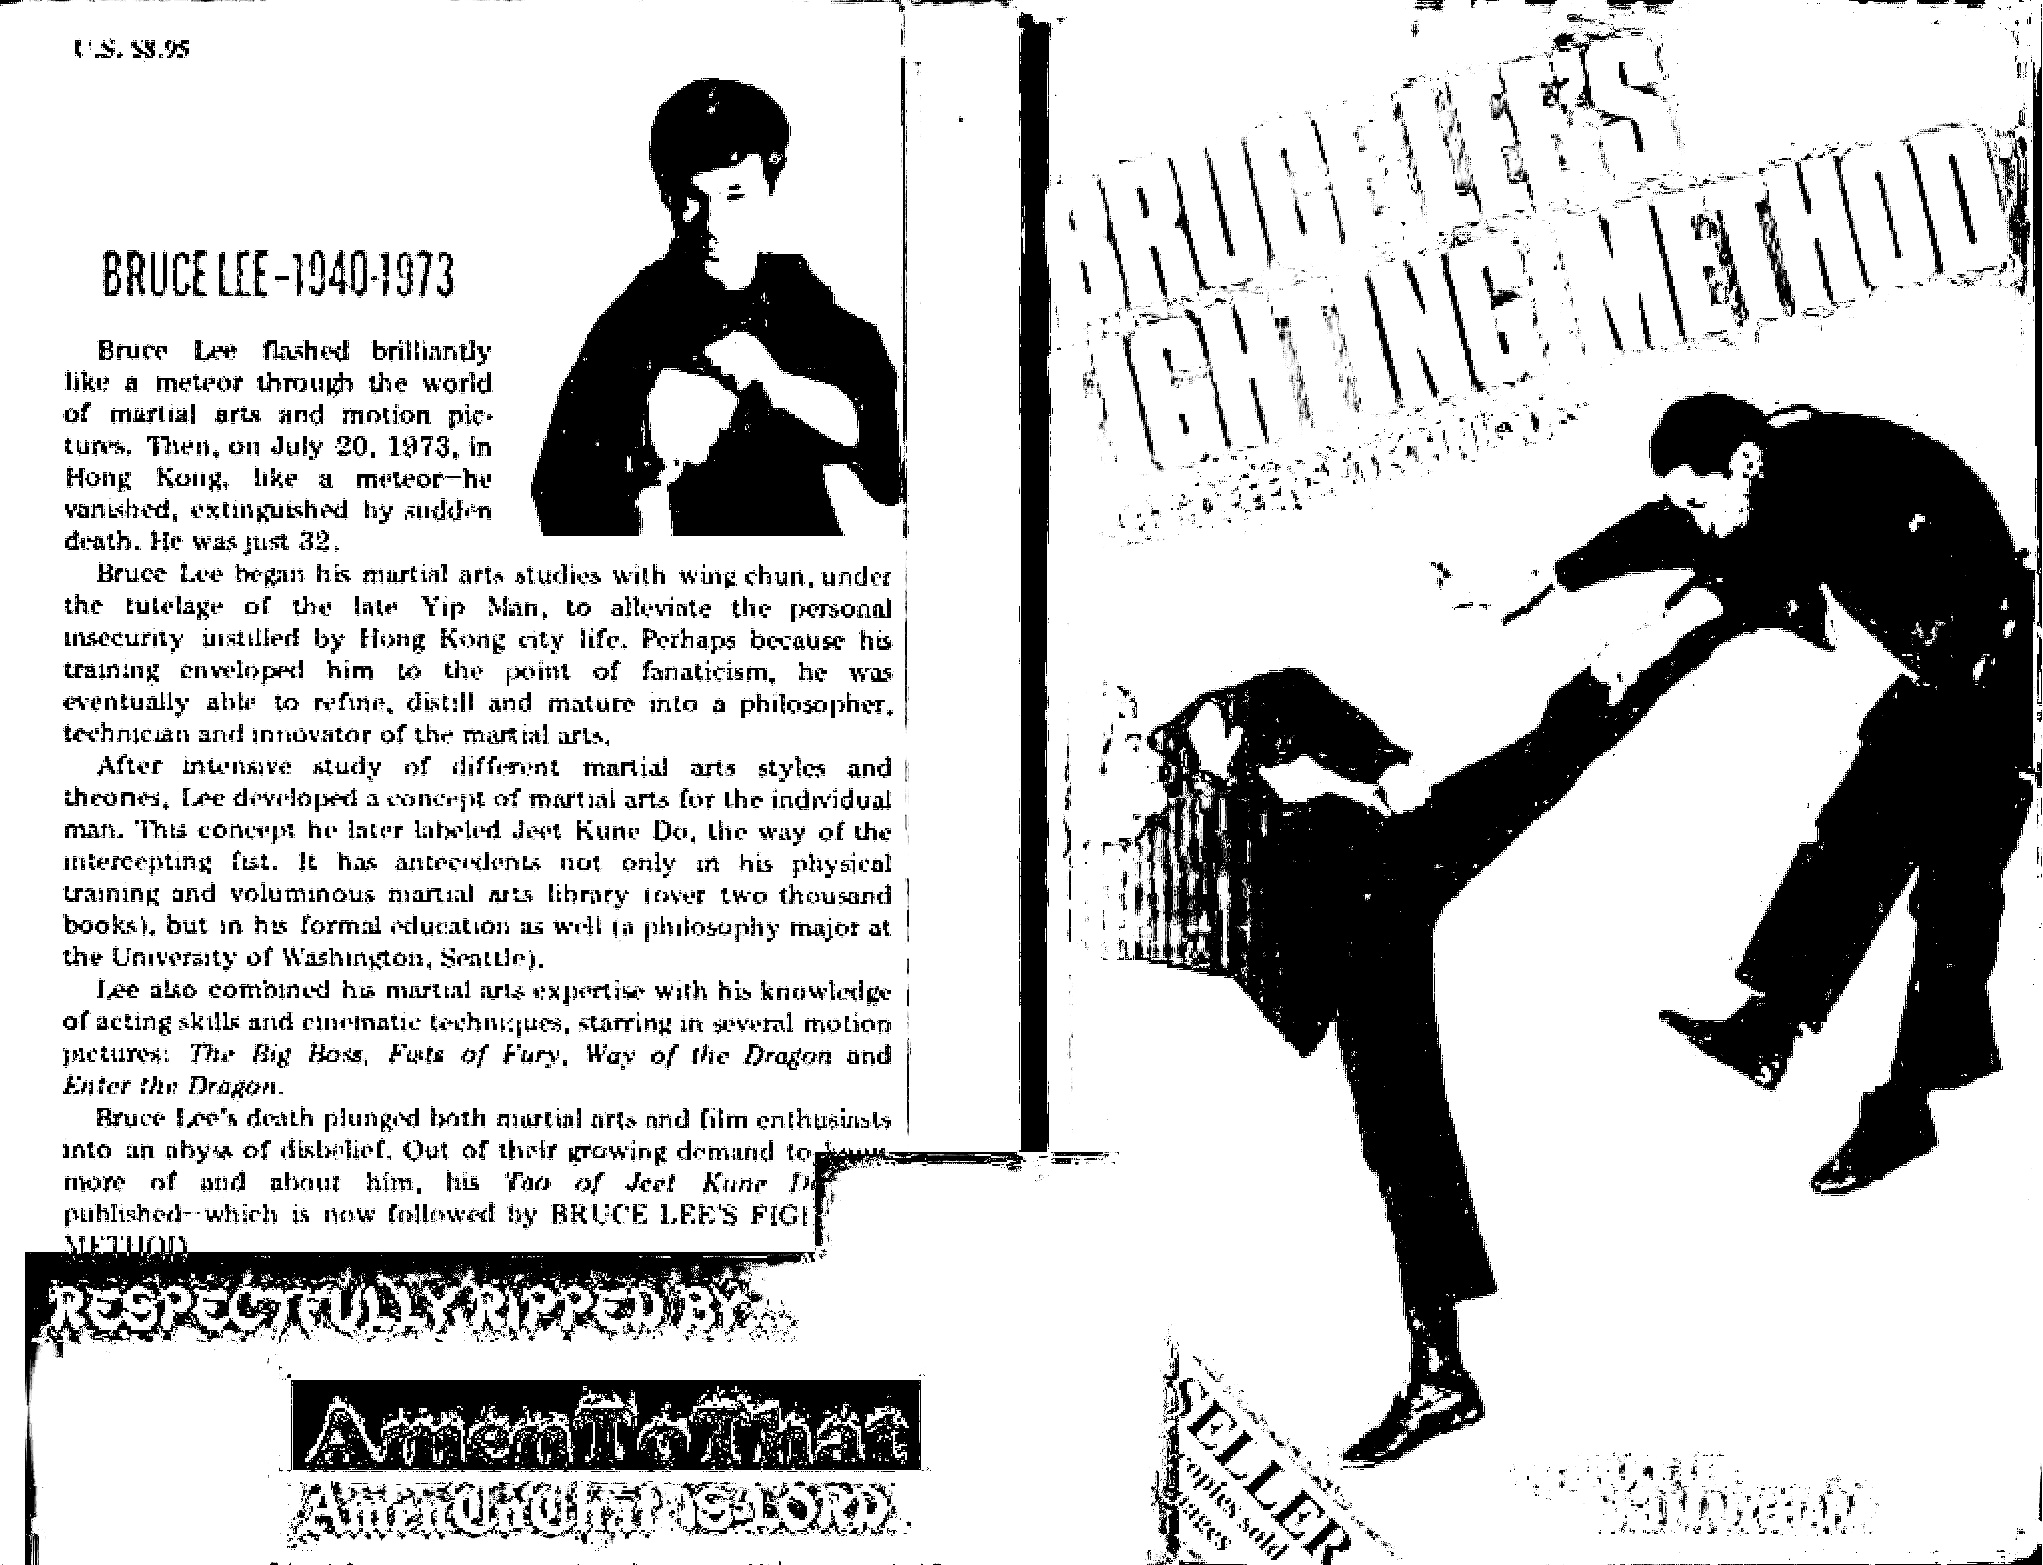 U.S. $8.95
BRUCE LEE–1940-1973
Bruce Lee flashed brilliantly
like a meteor through the world
of martial arts and motion pic-
tures. Then, on July 20, 1973, in
Hong Kong, like a meteor—he
vanished, extinguished by sudden
death. He was just 32.
Bruce Lee began his martial arts studies with wing chun, under
the tutelage of the late Yip Man, to alleviate the personal
insecurity instilled by Hong Kong city life. Perhaps because his
training enveloped him to the point of fanaticism, he was
eventually able to refine, distill and mature into a philosopher,
technician and innovator of the martial arts.
After intensive study of different martial arts styles and
theories, Lee developed a concept of martial arts for the individual
man. This concept he later labeled Jeet Kune Do, the way of the
intercepting fist. It has antecedents not only in his physical
training and voluminous martial arts library (over two thousand
books), but in his formal education as well (a philosophy major at
the University of Washington, Seattle).
Lee also combined his martial arts expertise with his knowledge
of acting skills and cinematic techniques, starring in several motion
pictures: The Big Boss, Fists of Fury, Way of the Dragon and
Enter the Dragon.
Bruce Lee's death plunged both martial arts and film enthusiasts
into an abyss of disbelief. Out of their growing demand to know
more of and about him, his Tao of Jeet Kune
published—which is now followed by BRUCE LEE'S
METHOD
RESPECTFULLY RIPPED BY:
AmenToThat
BRUCE LEE'S
FIGHTING METHOD
SELLER
copies sold